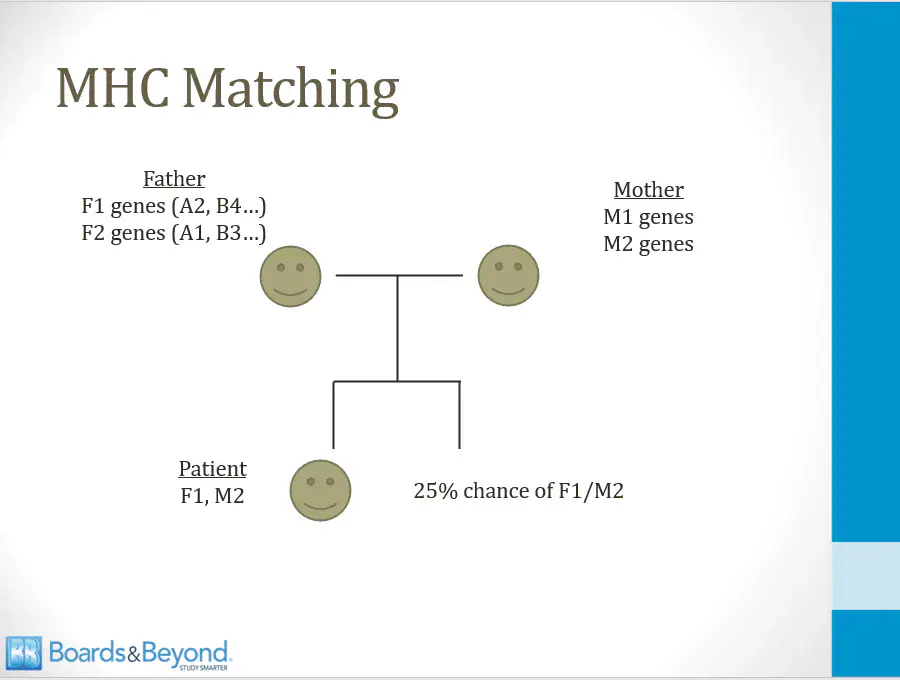 MHC Matching
Father
F1 genes (A2, B4...)
F2 genes (A1, B3...)
Mother
M1 genes
M2 genes
Patient
F1, M2
25% chance of F1/M2
BB Boards&Beyond.
STUDY SMARTER